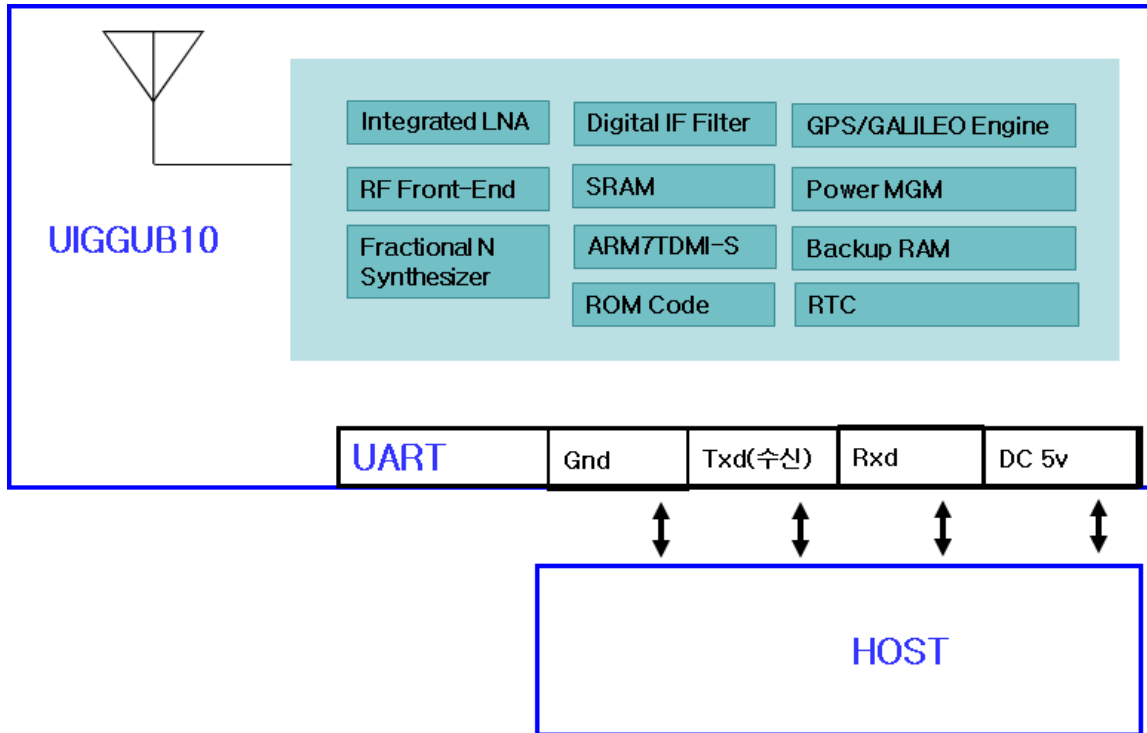 Integrated LNA
Digital IF Filter
GPS/GALILEO Engine
RF Front-End
SRAM
Power MGM
UIGGUB10
Fractional N
Synthesizer
ARM7TDMI-S
Backup RAM
ROM Code
RTC
UART
Gnd
Txd(수신)
Rxd
DC 5v
HOST